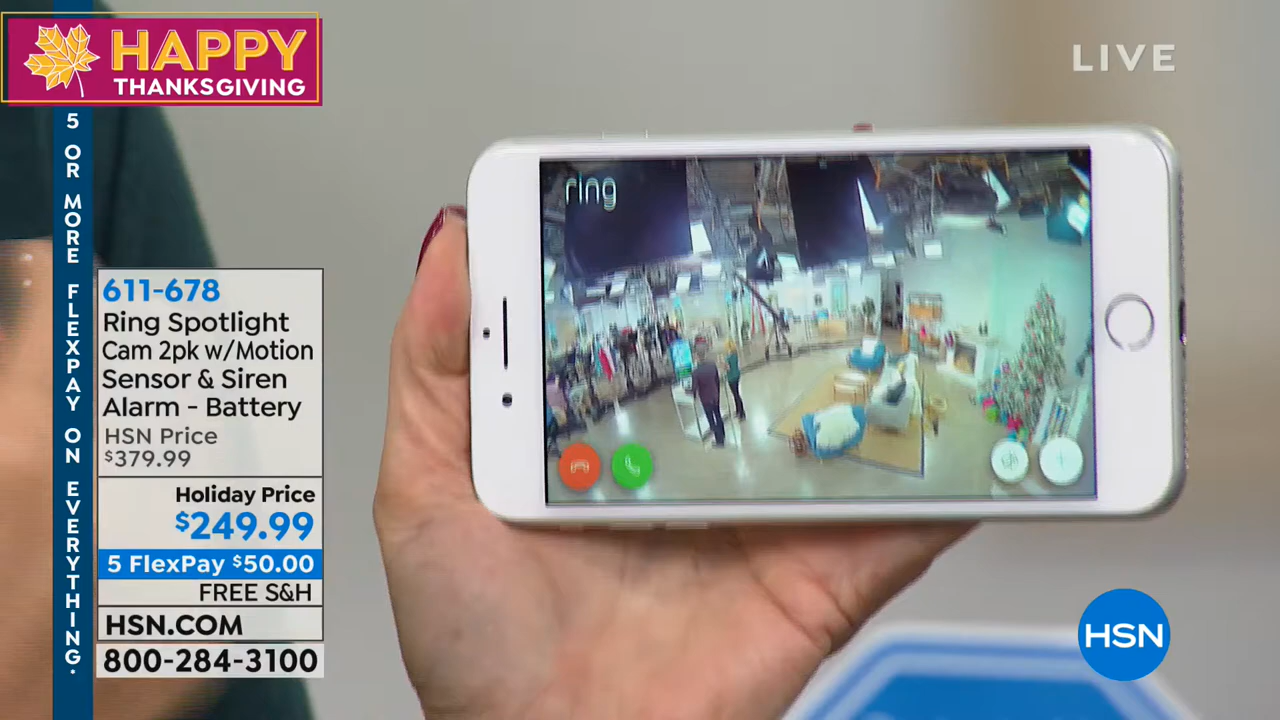 HAPPY
THANKSGIVING
LIVE
5 OR MORE FLEXPAY ON EVERYTHING.
611-678
Ring Spotlight
Cam 2pk w/Motion
Sensor & Siren
Alarm - Battery
HSN Price
$379.99
Holiday Price
$249.99
5 FlexPay $50.00
FREE S&H
HSN.COM
800-284-3100
ring
HSN